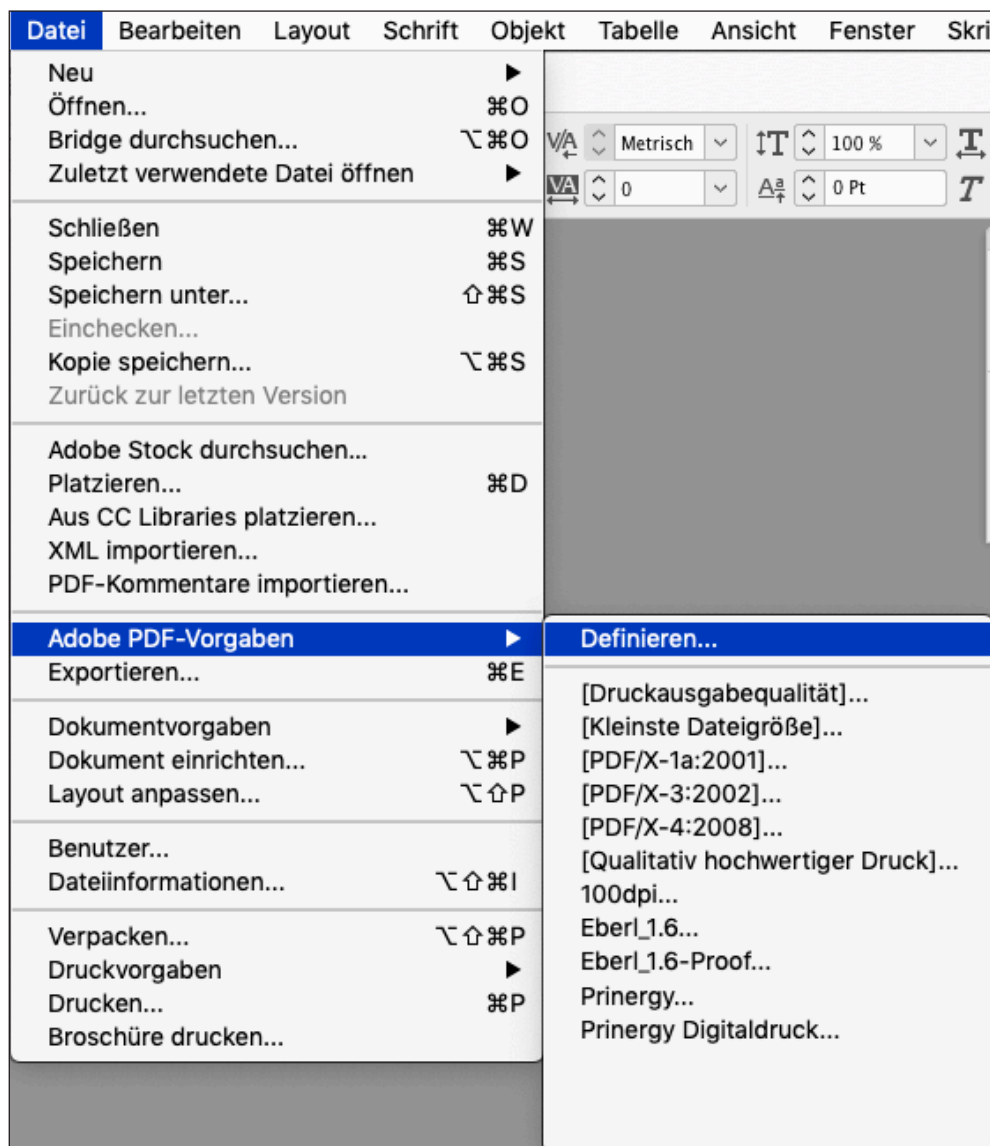 Datei Bearbeiten Layout Schrift Objekt Tabelle Ansicht Fenster Skri
Neu ▶
Öffnen... ⌘O
Bridge durchsuchen... ⌥⌘O
Zuletzt verwendete Datei öffnen ▶
Metrisch 100 %
0 0 Pt
Schließen ⌘W
Speichern ⌘S
Speichern unter... ⇧⌘S
Einchecken...
Kopie speichern... ⌥⌘S
Zurück zur letzten Version
Adobe Stock durchsuchen...
Platzieren... ⌘D
Aus CC Libraries platzieren...
XML importieren...
PDF-Kommentare importieren...
Adobe PDF-Vorgaben ▶
Exportieren... ⌘E
Dokumentvorgaben ▶
Dokument einrichten... ⌥⌘P
Layout anpassen... ⌥⇧P
Benutzer...
Dateiinformationen... ⌥⇧⌘I
Verpacken... ⌥⇧⌘P
Druckvorgaben ▶
Drucken... ⌘P
Broschüre drucken...
Definieren...
[Druckausgabequalität]...
[Kleinste Dateigröße]...
[PDF/X-1a:2001]...
[PDF/X-3:2002]...
[PDF/X-4:2008]...
[Qualitativ hochwertiger Druck]...
100dpi...
Eberl_1.6...
Eberl_1.6-Proof...
Prinergy...
Prinergy Digitaldruck...